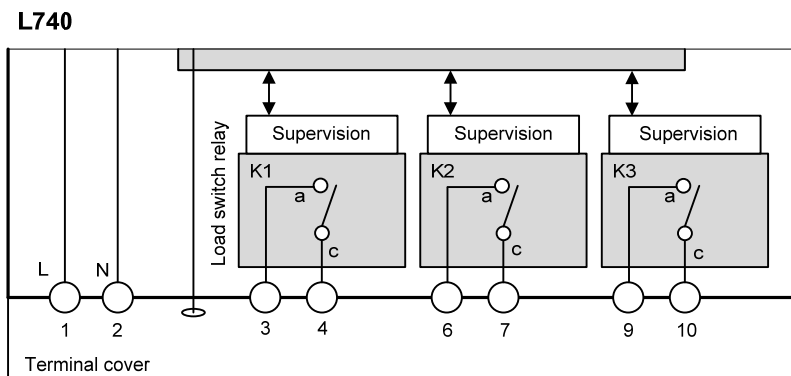 L740
Load switch relay
Supervision
Supervision
Supervision
K1
K2
K3
a
a
a
c
c
c
L
N
1
2
3
4
6
7
9
10
Terminal cover